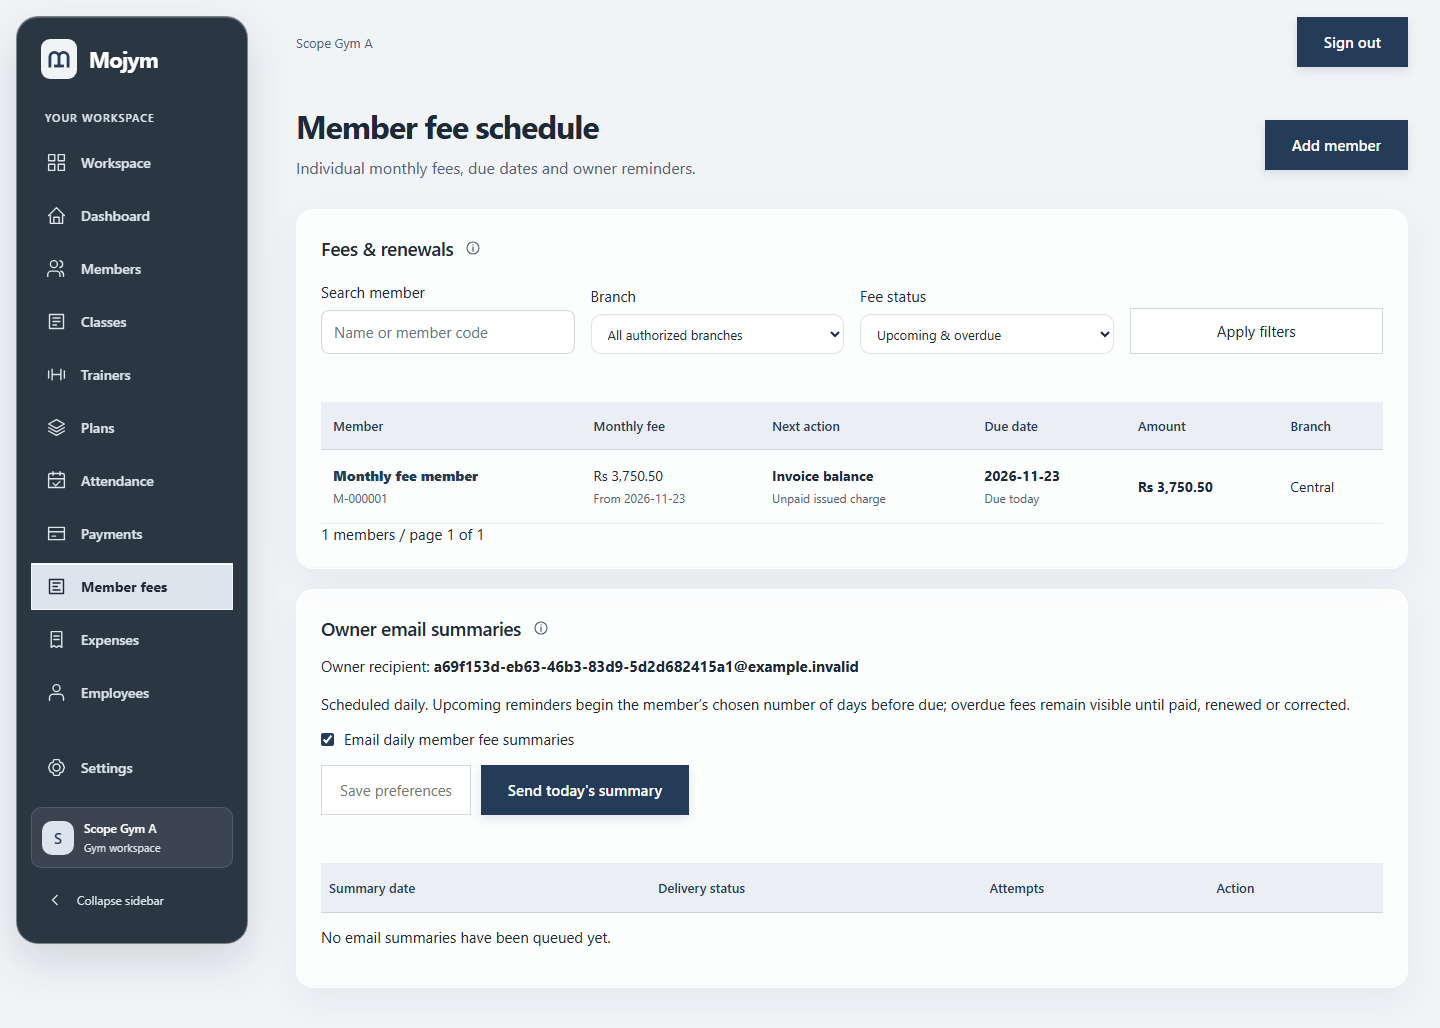 Mojym
YOUR WORKSPACE
Workspace
Dashboard
Members
Classes
Trainers
Plans
Attendance
Payments
Member fees
Expenses
Employees
Settings
S
Scope Gym A
Gym workspace
Collapse sidebar
Scope Gym A
Sign out
Member fee schedule
Individual monthly fees, due dates and owner reminders.
Add member
Fees & renewals
Search member
Name or member code
Branch
All authorized branches
Fee status
Upcoming & overdue
Apply filters
Member Monthly fee Next action Due date Amount Branch
Monthly fee member Rs 3,750.50 Invoice balance 2026-11-23 Rs 3,750.50 Central
M-000001 From 2026-11-23 Unpaid issued charge Due today
1 members / page 1 of 1
Owner email summaries
Owner recipient: a69f153d-eb63-46b3-83d9-5d2d682415a1@example.invalid
Scheduled daily. Upcoming reminders begin the member's chosen number of days before due; overdue fees remain visible until paid, renewed or corrected.
Email daily member fee summaries
Save preferences
Send today's summary
Summary date Delivery status Attempts Action
No email summaries have been queued yet.